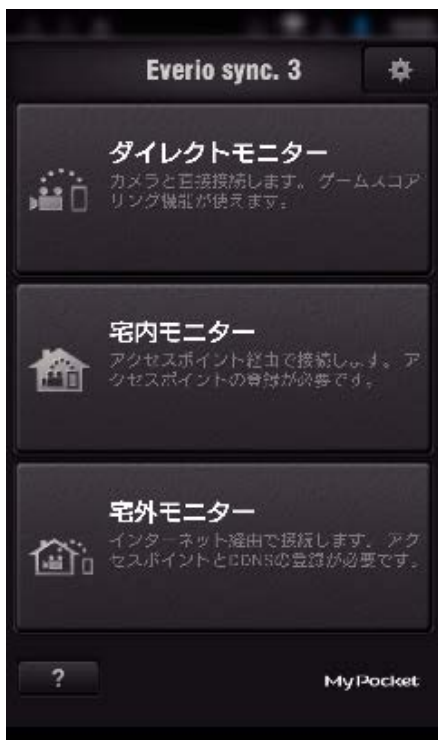 Everio sync. 3
ダイレクトモニター
カメラと直接接続します。ゲームスコア
リング機能が使えます。
宅内モニター
アクセスポイント経由で接続します。ア
クセスポイントの登録が必要です。
宅外モニター
インターネット経由で接続します。アク
セスポイントとDDNSの登録が必要です。
?
MyPocket